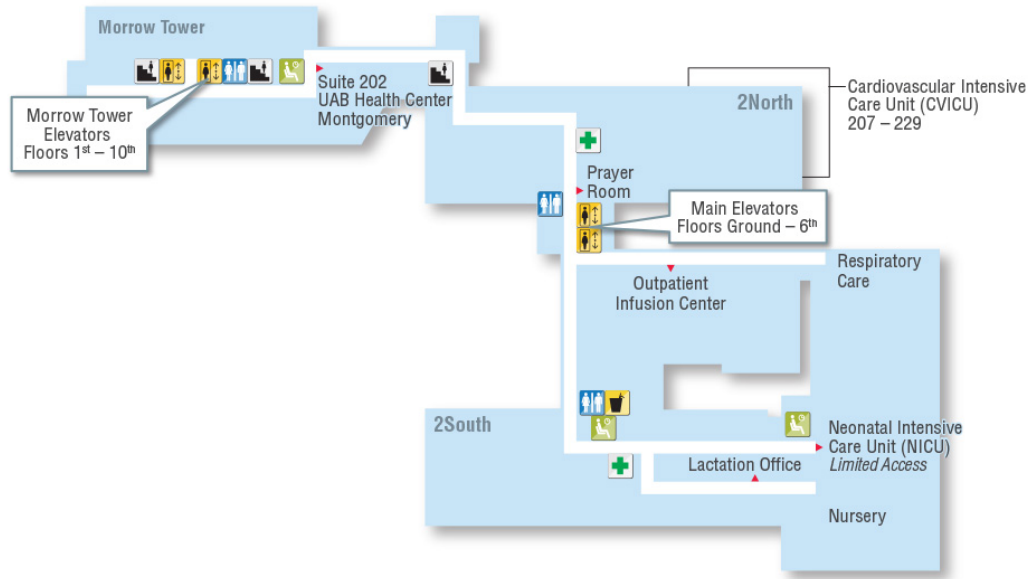 Morrow Tower
Suite 202
UAB Health Center
Montgomery
Morrow Tower
Elevators
Floors 1st – 10th
2North
Cardiovascular Intensive
Care Unit (CVICU)
207 – 229
Prayer
Room
Main Elevators
Floors Ground – 6th
Respiratory
Care
Outpatient
Infusion Center
2South
Neonatal Intensive
Care Unit (NICU)
Limited Access
Lactation Office
Nursery